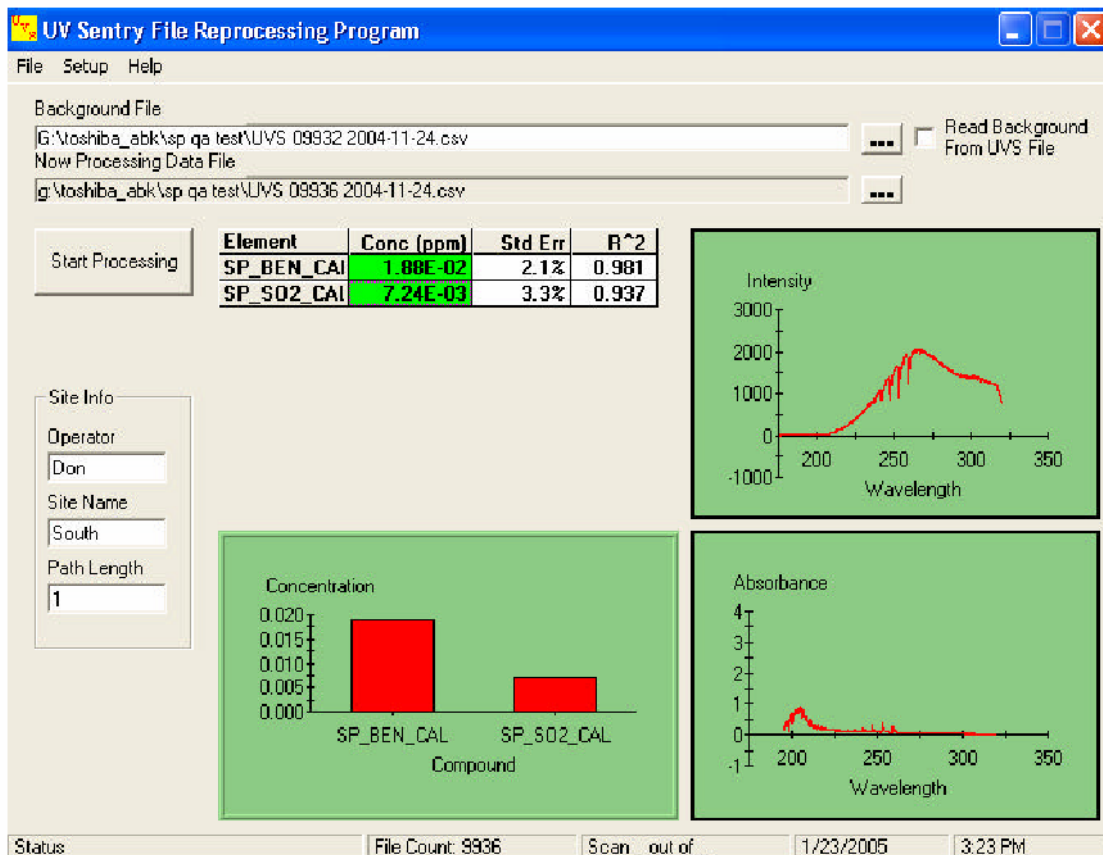 UVS UV Sentry File Reprocessing Program
File Setup Help
Background File
G:\toshiba_abk\sp qa test\UVS 09932 2004-11-24.csv
...
Read Background
From UVS File
Now Processing Data File
g:\toshiba_abk\sp qa test\UVS 09936 2004-11-24.csv
...
Start Processing
Element Conc (ppm) Std Err R^2
SP_BEN_CAL 1.88E-02 2.1% 0.981
SP_SO2_CAL 7.24E-03 3.3% 0.937
Intensity
3000
2000
1000
0
-1000
200 250 300 350
Wavelength
Site Info
Operator
Don
Site Name
South
Path Length
1
Concentration
0.020
0.015
0.010
0.005
0.000
SP_BEN_CAL SP_SO2_CAL
Compound
Absorbance
4
3
2
1
0
-1
200 250 300 350
Wavelength
Status File Count: 9936 Scan out of 1/23/2005 3:23 PM